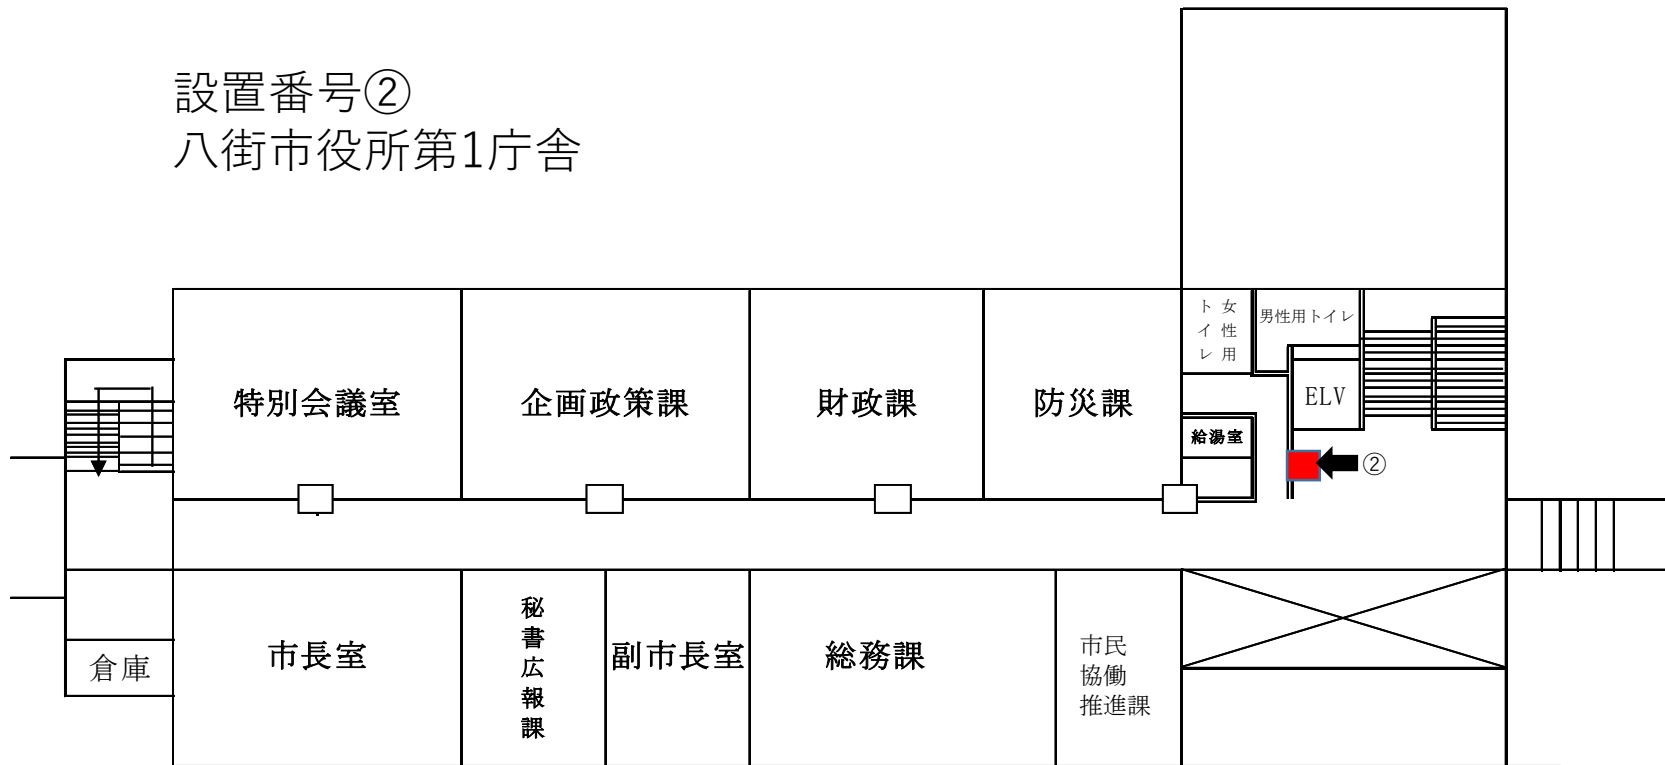 設置番号②
八街市役所第1庁舎
女性用
トイレ
男性用トイレ
特別会議室
企画政策課
財政課
防災課
ELV
給湯室
②
倉庫
市長室
秘書広報課
副市長室
総務課
市民
協働
推進課